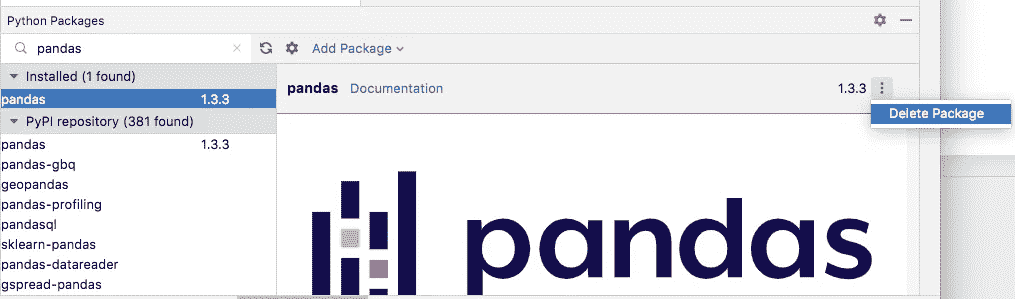 Python Packages
pandas
Add Package
Installed (1 found)
pandas 1.3.3
PyPI repository (381 found)
pandas 1.3.3
pandas-gbq
geopandas
pandas-profiling
pandasql
sklearn-pandas
pandas-datareader
gspread-pandas
pandas Documentation 1.3.3
Delete Package
pandas